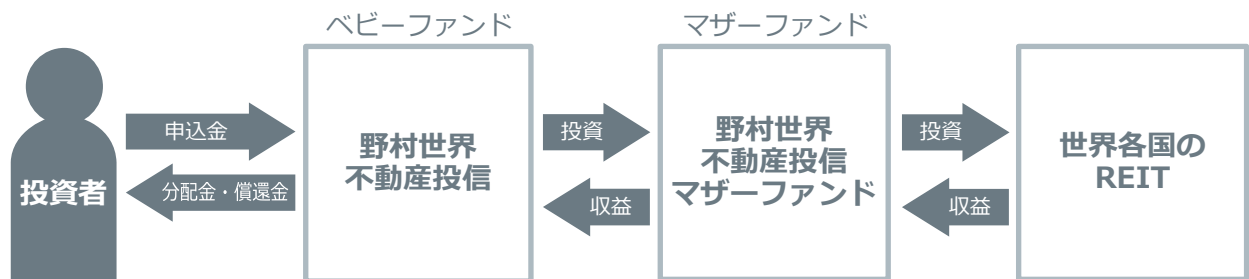 ベビーファンド
マザーファンド
投資者
申込金
分配金・償還金
野村世界
不動産投信
投資
収益
野村世界
不動産投信
マザーファンド
投資
収益
世界各国の
REIT